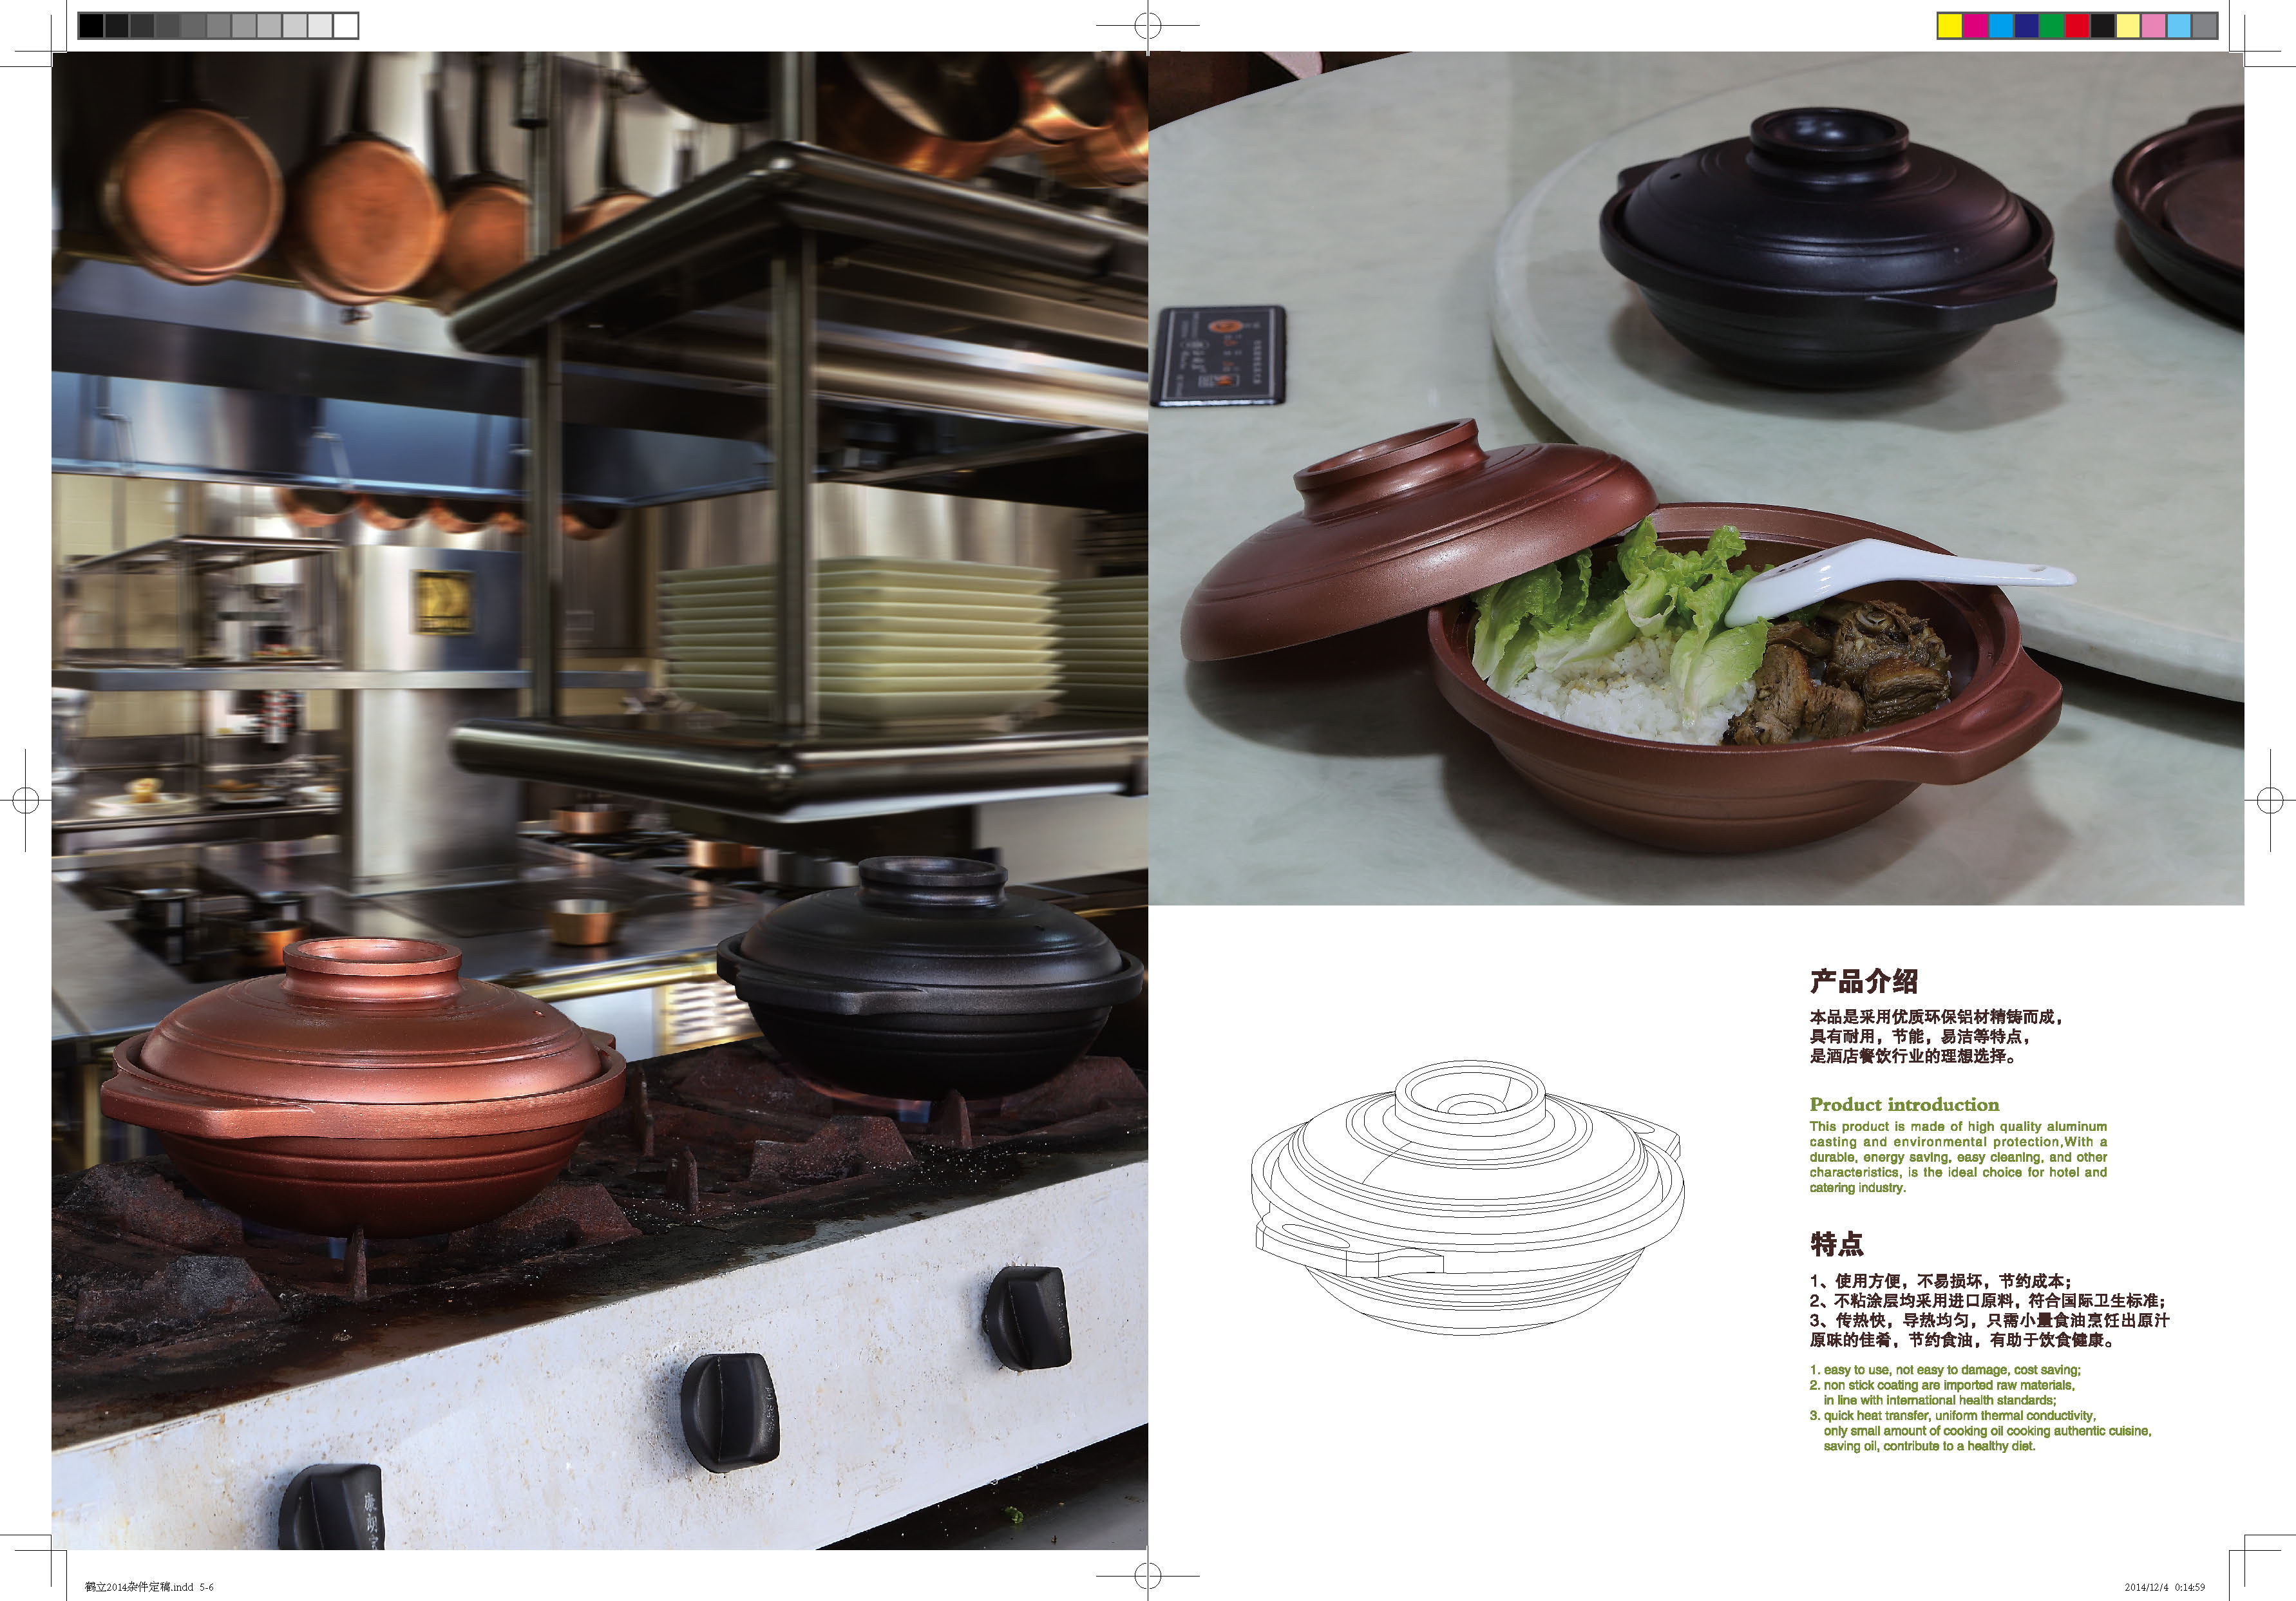 产品介绍
本品是采用优质环保铝材精铸而成，
具有耐用，节能，易洁等特点，
是酒店餐饮行业的理想选择。
Product introduction
This product is made of high quality aluminum
casting and environmental protection,With a
durable, energy saving, easy cleaning, and other
characteristics, is the ideal choice for hotel and
catering industry.
特点
1、使用方便，不易损坏，节约成本；
2、不粘涂层均采用进口原料，符合国际卫生标准；
3、传热快，导热均匀，只需小量食油烹饪出原汁
原味的佳肴，节约食油，有助于饮食健康。
1. easy to use, not easy to damage, cost saving;
2. non stick coating are imported raw materials,
in line with international health standards;
3. quick heat transfer, uniform thermal conductivity,
only small amount of cooking oil cooking authentic cuisine,
saving oil, contribute to a healthy diet.
鹤立2014杂件定稿.indd 5-6
2014/12/4 0:14:59